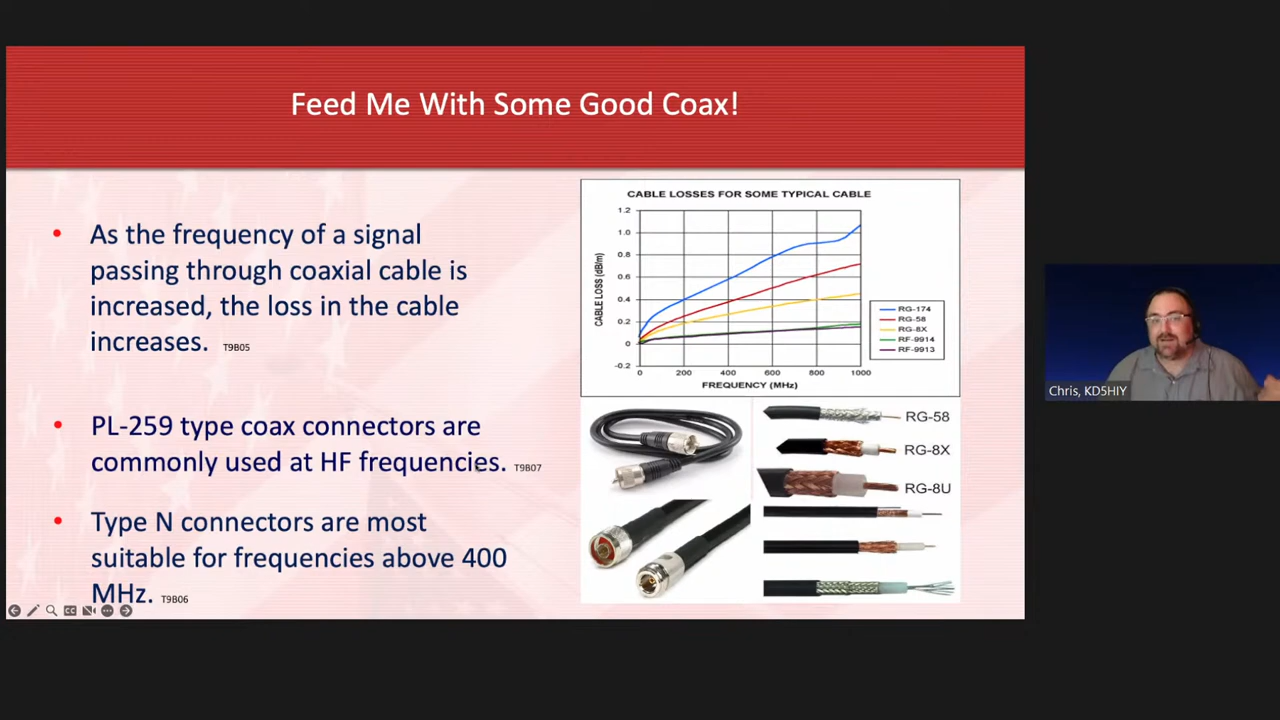 Feed Me With Some Good Coax!
• As the frequency of a signal
passing through coaxial cable is
increased, the loss in the cable
increases. T9B05
• PL-259 type coax connectors are
commonly used at HF frequencies. T9B07
• Type N connectors are most
suitable for frequencies above 400
MHz. T9B06
CABLE LOSSES FOR SOME TYPICAL CABLE
CABLE LOSS (dB/m)
1.2
1.0
0.8
0.6
0.4
0.2
0
-0.2
0 200 400 600 800 1000
FREQUENCY (MHz)
RG-174
RG-58
RG-8X
RF-9914
RF-9913
RG-58
RG-8X
RG-8U
CC
Chris, KD5HIY